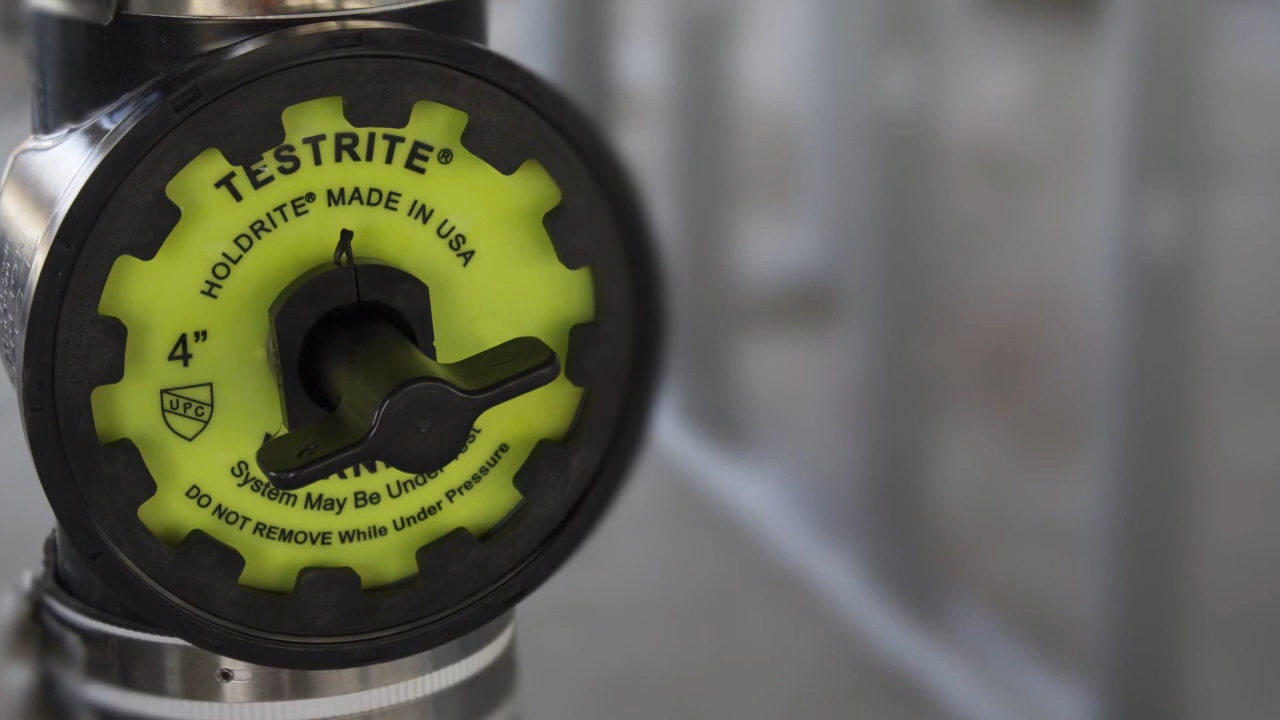 TESTRITE®
HOLDRITE® MADE IN USA
4”
UPC
System May Be Under
DO NOT REMOVE While Under Pressure